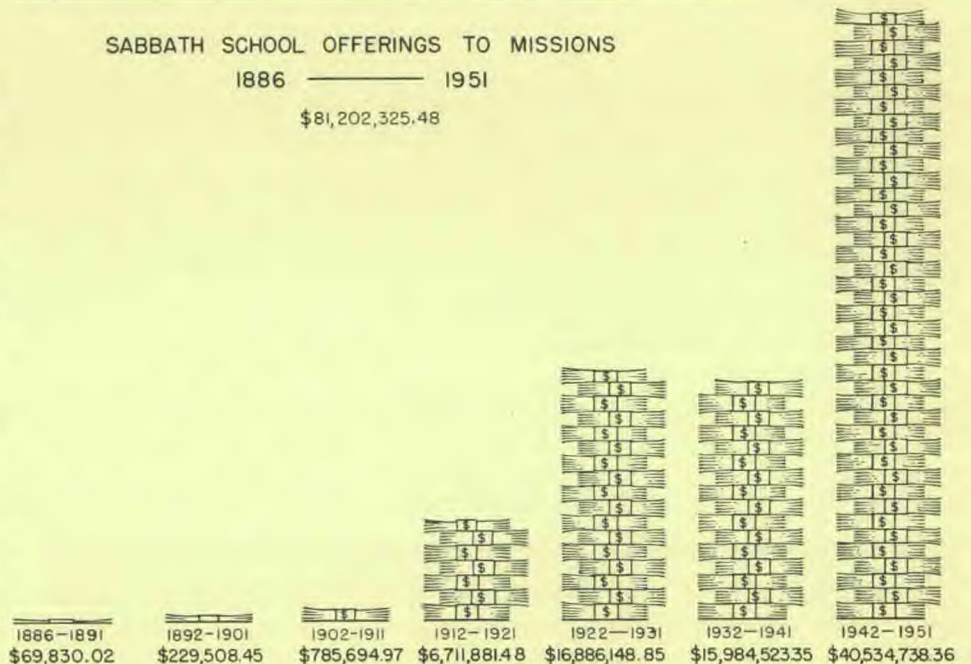 SABBATH SCHOOL OFFERINGS TO MISSIONS
1886 —— 1951
$81,202,325.48
1886-1891 1892-1901 1902-1911 1912-1921 1922-1931 1932-1941 1942-1951
$69,830.02 $229,508.45 $785,694.97 $6,711,881.48 $16,886,148.85 $15,984,523.35 $40,534,738.36